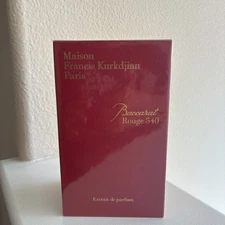 Maison
Francis Kurkdjian
Paris
Baccarat
Rouge 540
Extrait de parfum